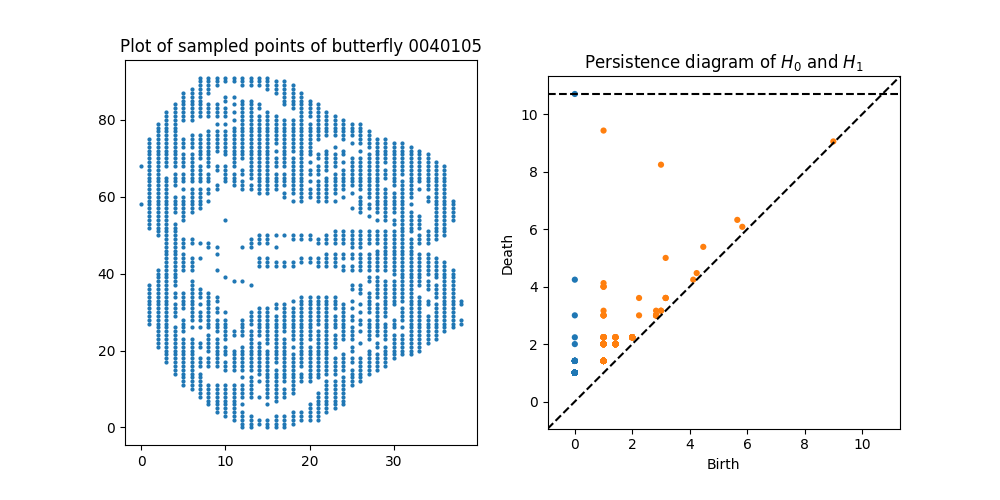 Plot of sampled points of butterfly 0040105
80
60
40
20
0
0 10 20 30
Persistence diagram of H₀ and H₁
10
8
6
4
2
0
Death
0 2 4 6 8 10
Birth